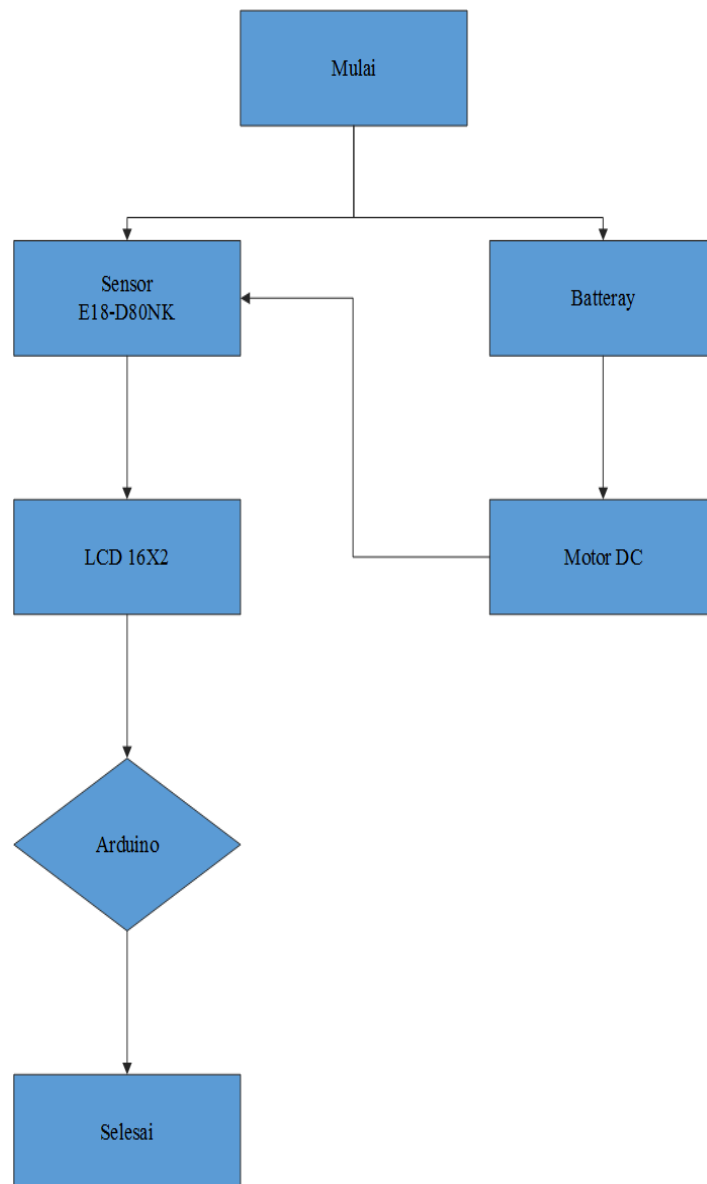 Mulai
Sensor
E18-D80NK
Batteray
LCD 16X2
Motor DC
Arduino
Selesai